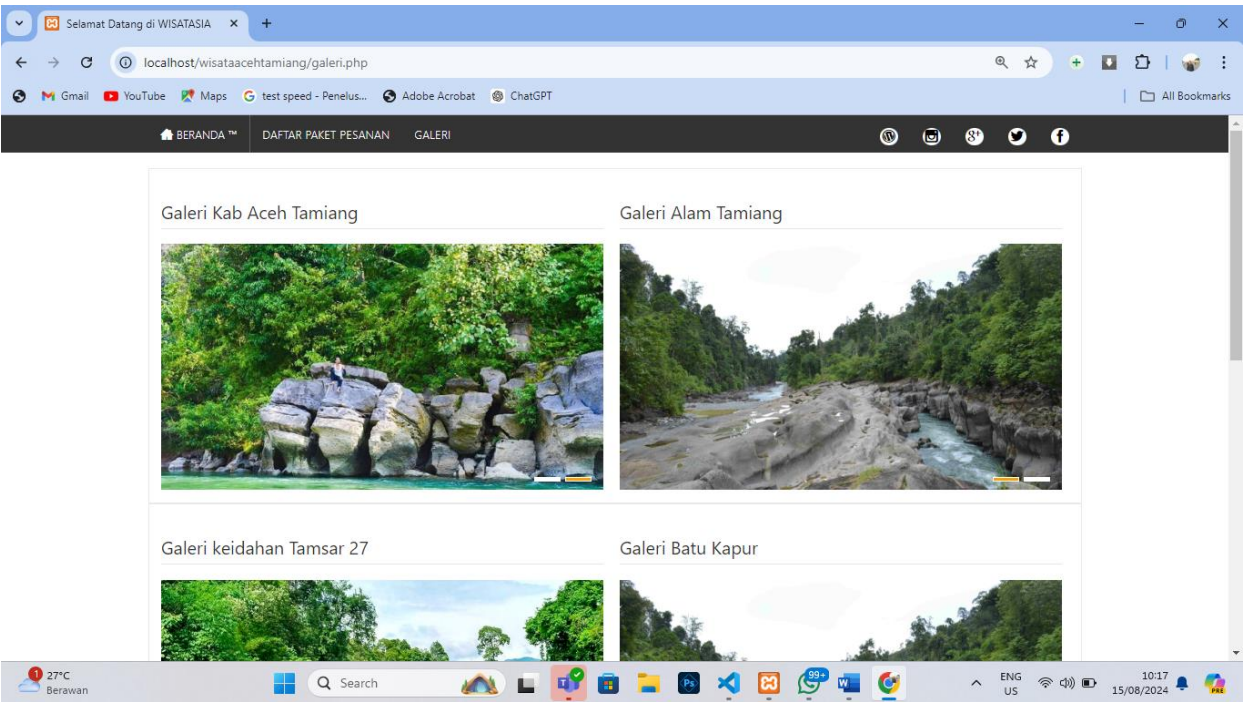 Selamat Datang di WISATASIA
localhost/wisataacehtamiang/galeri.php
Gmail YouTube Maps test speed - Penelus... Adobe Acrobat ChatGPT All Bookmarks
BERANDA ™ DAFTAR PAKET PESANAN GALERI
Galeri Kab Aceh Tamiang Galeri Alam Tamiang
Galeri keidahan Tamsar 27 Galeri Batu Kapur
1 27°C
Berawan
Search
99+
ENG
US
10:17
15/08/2024
PRE